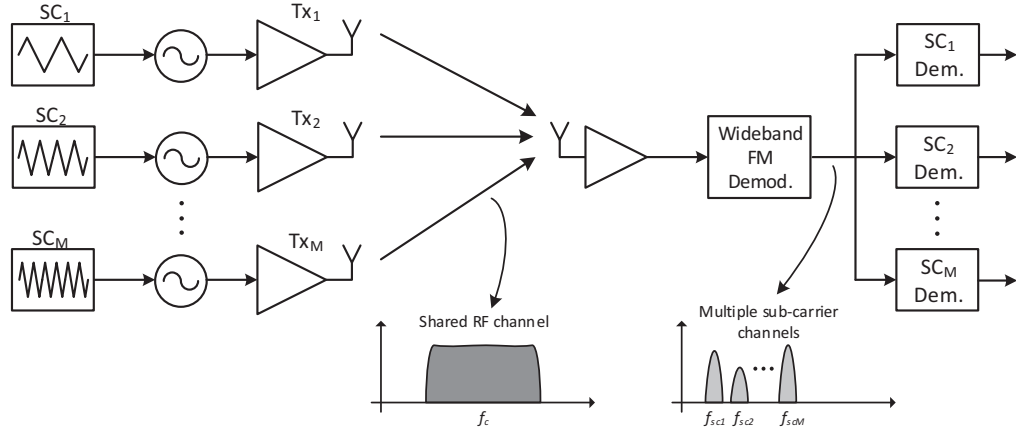 SC1
Tx1
SC2
Tx2
SCM
TxM
Wideband
FM
Demod.
SC1
Dem.
SC2
Dem.
SCM
Dem.
Shared RF channel
fc
Multiple sub-carrier
channels
fsc1 fsc2 fscM